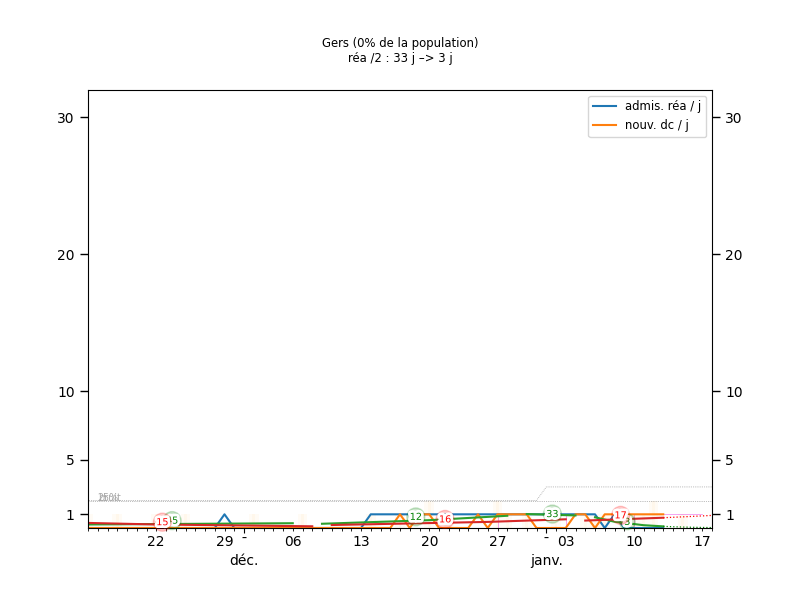 Gers (0% de la population)
réa /2 : 33 j –> 3 j
admis. réa / j
nouv. dc / j
30 30
20 20
10 10
5 5
1 1
15 12 16 33 17 3
22 29 - 06 13 20 27 - 03 10 17
déc. janv.